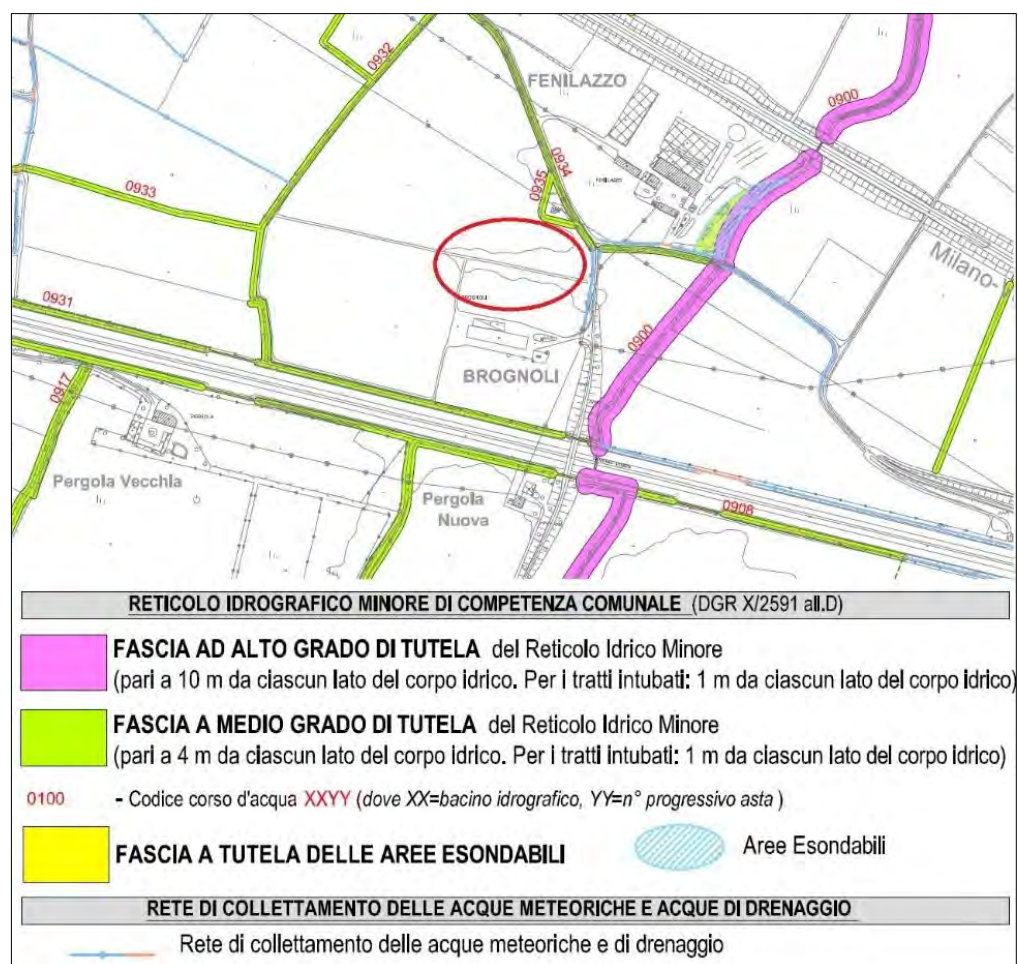 0932
FENILAZZO
0900
0934
0935
0933
Milano-
0931
0900
BROGNOLI
0917
Pergola Vecchia
Pergola
Nuova
0908
RETICOLO IDROGRAFICO MINORE DI COMPETENZA COMUNALE (DGR X/2591 all.D)
FASCIA AD ALTO GRADO DI TUTELA del Reticolo Idrico Minore
(pari a 10 m da ciascun lato del corpo idrico. Per i tratti intubati: 1 m da ciascun lato del corpo idrico)
FASCIA A MEDIO GRADO DI TUTELA del Reticolo Idrico Minore
(pari a 4 m da ciascun lato del corpo idrico. Per i tratti intubati: 1 m da ciascun lato del corpo idrico)
0100 - Codice corso d'acqua XXYY (dove XX=bacino idrografico, YY=n° progressivo asta )
FASCIA A TUTELA DELLE AREE ESONDABILI
Aree Esondabili
RETE DI COLLETTAMENTO DELLE ACQUE METEORICHE E ACQUE DI DRENAGGIO
Rete di collettamento delle acque meteoriche e di drenaggio